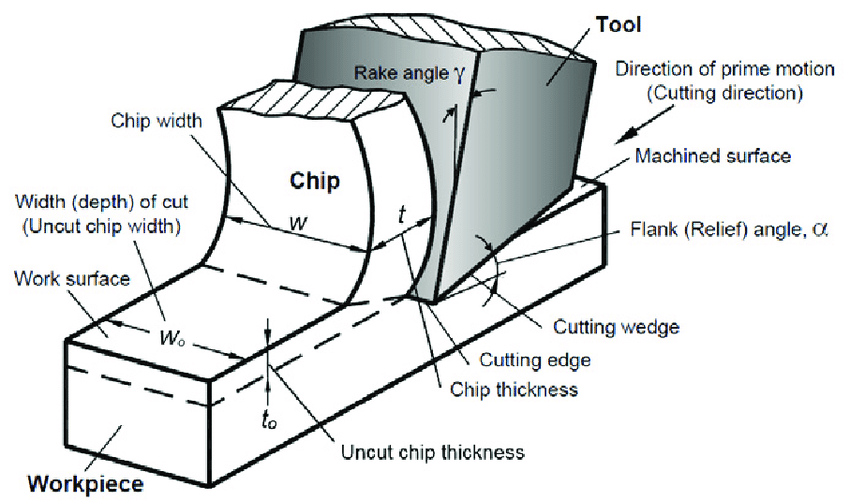 Tool
Rake angle γ
Direction of prime motion
(Cutting direction)
Chip width
Machined surface
Chip
Width (depth) of cut
(Uncut chip width)
w
t
Flank (Relief) angle, α
Work surface
wo
Cutting wedge
Cutting edge
Chip thickness
to
Uncut chip thickness
Workpiece